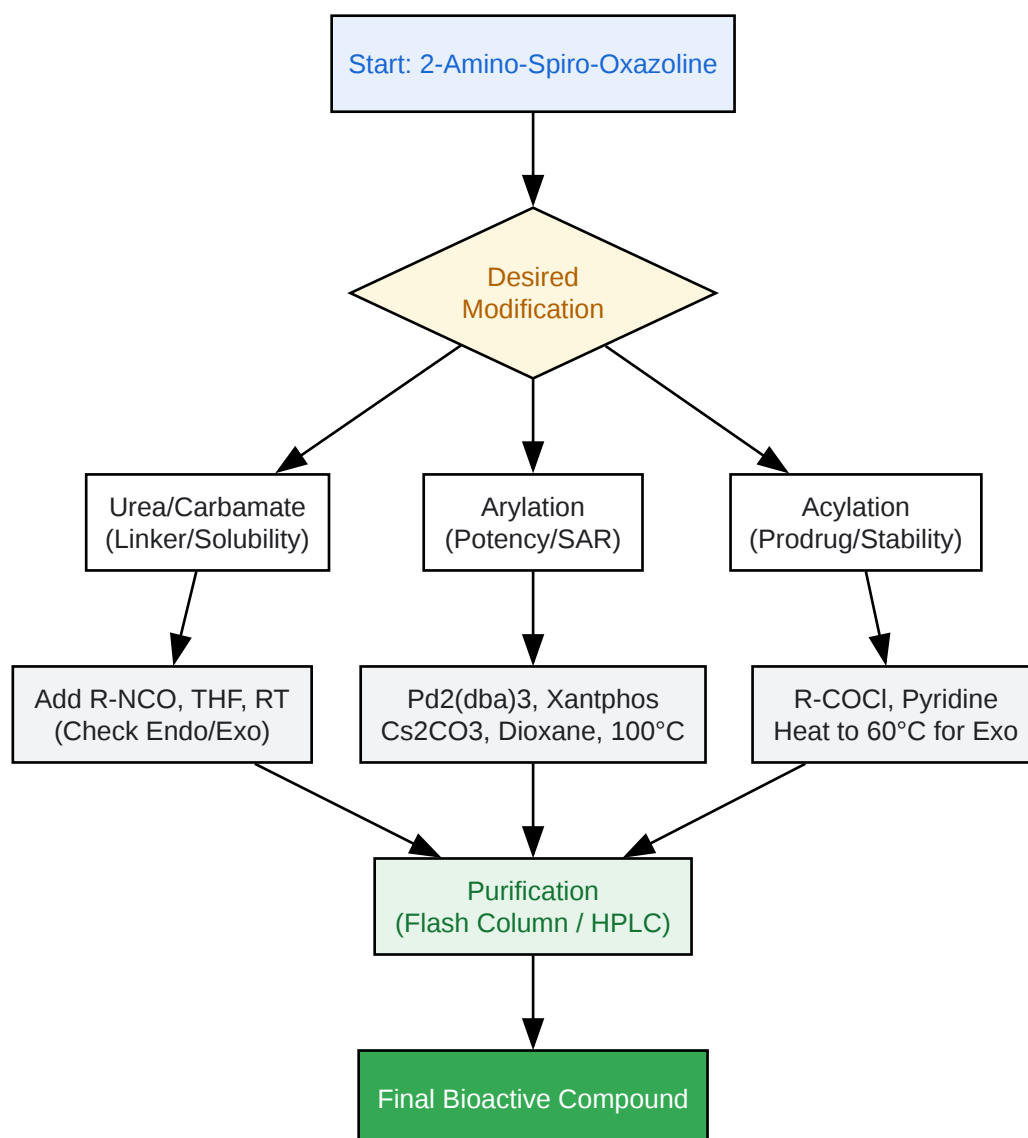 Start: 2-Amino-Spiro-Oxazoline
Desired
Modification
Urea/Carbamate
(Linker/Solubility)
Arylation
(Potency/SAR)
Acylation
(Prodrug/Stability)
Add R-NCO, THF, RT
(Check Endo/Exo)
Pd2(dba)3, Xantphos
Cs2CO3, Dioxane, 100°C
R-COCl, Pyridine
Heat to 60°C for Exo
Purification
(Flash Column / HPLC)
Final Bioactive Compound